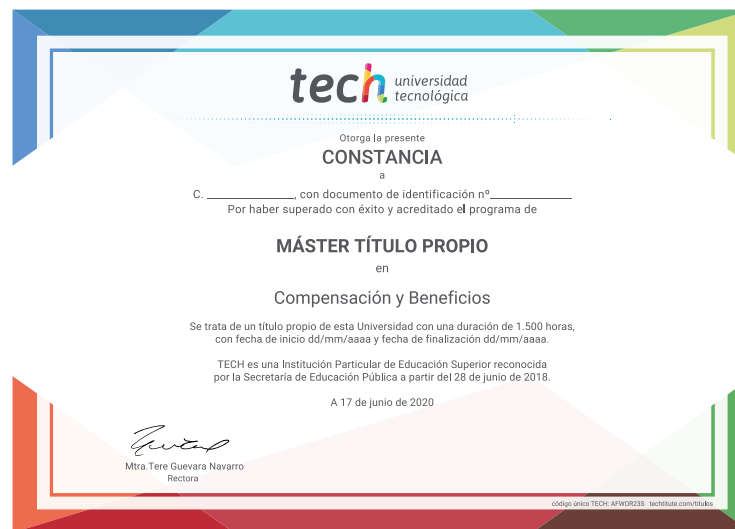 tech universidad
tecnológica
Otorga la presente
CONSTANCIA
a
C. ________________, con documento de identificación nº______________
Por haber superado con éxito y acreditado el programa de
MÁSTER TÍTULO PROPIO
en
Compensación y Beneficios
Se trata de un título propio de esta Universidad con una duración de 1.500 horas,
con fecha de inicio dd/mm/aaaa y fecha de finalización dd/mm/aaaa.
TECH es una Institución Particular de Educación Superior reconocida
por la Secretaría de Educación Pública a partir del 28 de junio de 2018.
A 17 de junio de 2020
Mtra.Tere Guevara Navarro
Rectora
código único TECH: AFWOR23S techtitute.com/títulos